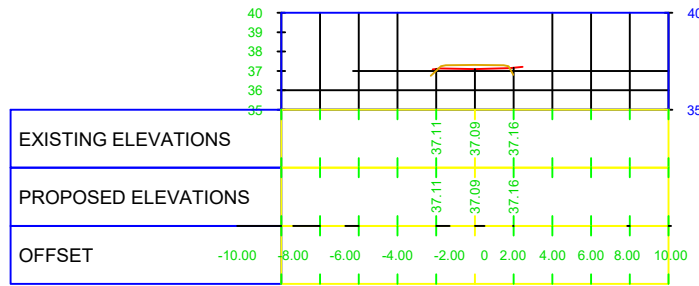 40 40
39
38
37
36
35 35
EXISTING ELEVATIONS 37.11 37.09 37.16
PROPOSED ELEVATIONS 37.11 37.09 37.16
OFFSET -10.00 -8.00 -6.00 -4.00 -2.00 0 2.00 4.00 6.00 8.00 10.00